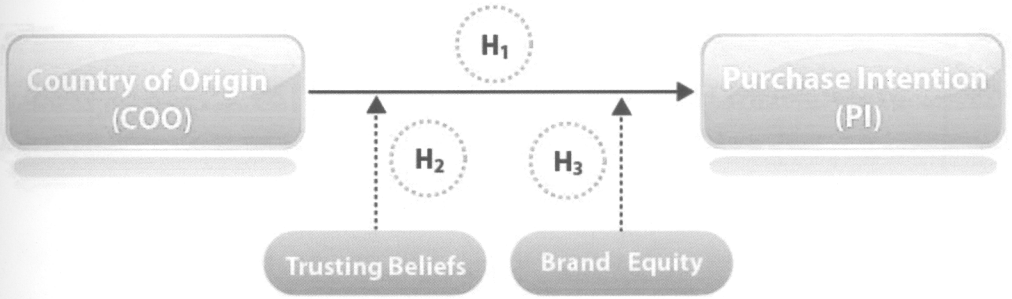 H₁
Country of Origin
(COO)
Purchase Intention
(PI)
H₂
H₃
Trusting Beliefs
Brand Equity